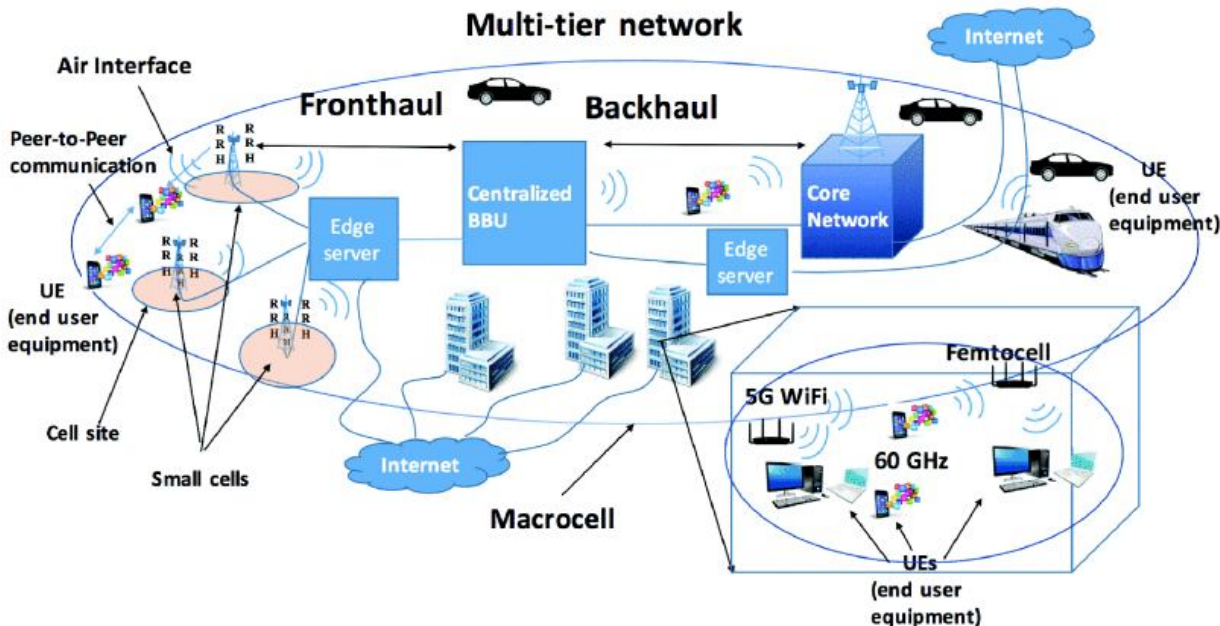 Multi-tier network
Internet
Air Interface
Fronthaul
Backhaul
Peer-to-Peer
communication
R
R
H
R
R
H
Centralized
BBU
Core
Network
UE
(end user
equipment)
Edge
server
Edge
server
R
R
H
R
R
H
R
R
H
UE
(end user
equipment)
R
R
H
R
R
H
R
R
H
Femtocell
5G WiFi
Cell site
Small cells
Internet
60 GHz
Macrocell
UEs
(end user
equipment)